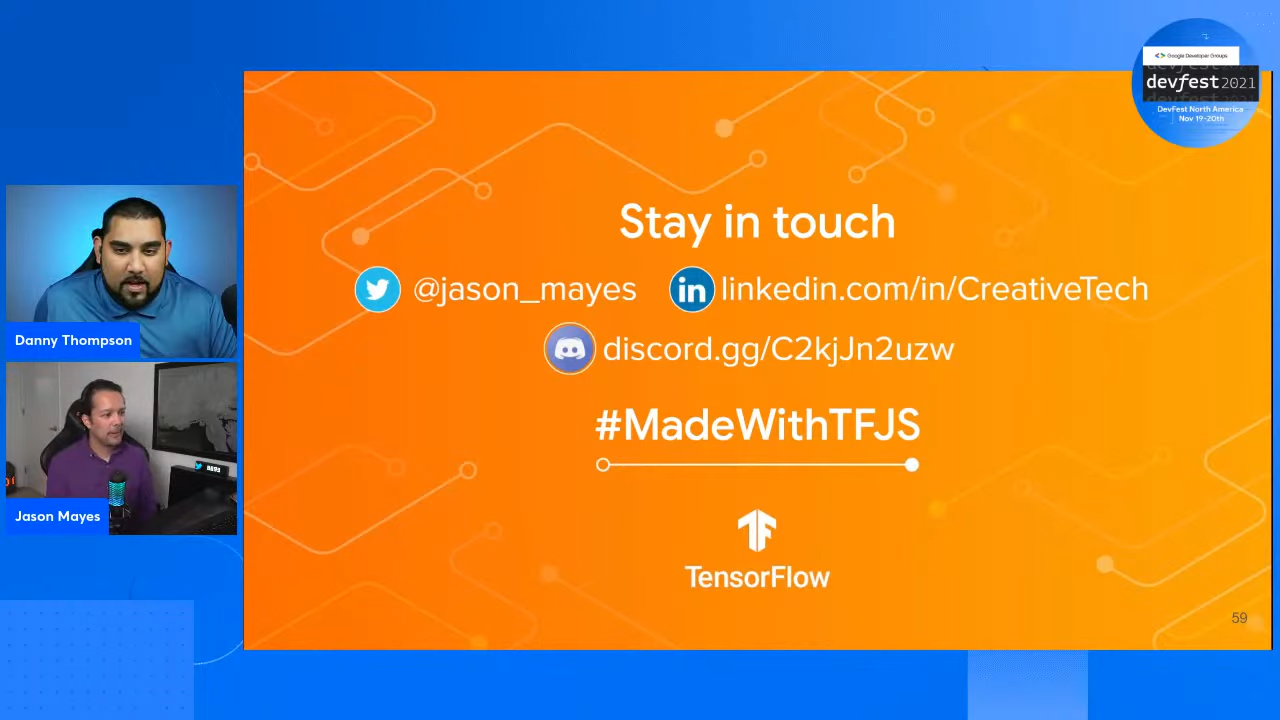 Google Developer Groups
devfest 2021
DevFest North America
Nov 19-20th
Stay in touch
@jason_mayes
linkedin.com/in/CreativeTech
discord.gg/C2kjJn2uzw
#MadeWithTFJS
TensorFlow
59
Danny Thompson
Jason Mayes